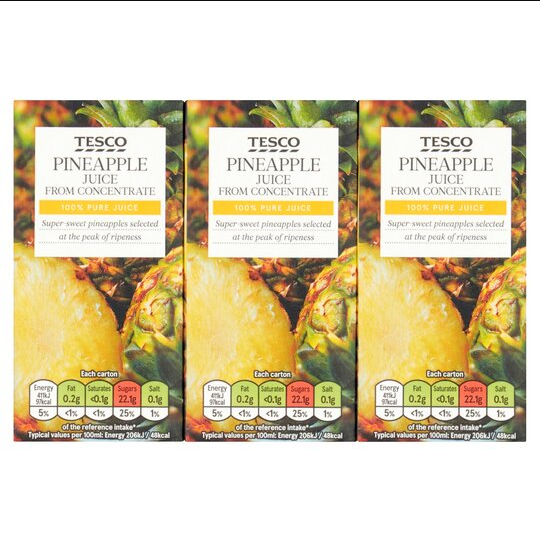 TESCO
PINEAPPLE
JUICE
FROM CONCENTRATE
100% PURE JUICE
Super sweet pineapples selected
at the peak of ripeness
Each carton
Energy Fat Saturates Sugars Salt
411kJ 97kcal 0.2g <0.1g 22.1g 0.1g
5% <1% <1% 25% 1%
of the reference intake*
Typical values per 100ml: Energy 206kJ / 48kcal
TESCO
PINEAPPLE
JUICE
FROM CONCENTRATE
100% PURE JUICE
Super sweet pineapples selected
at the peak of ripeness
Each carton
Energy Fat Saturates Sugars Salt
411kJ 97kcal 0.2g <0.1g 22.1g 0.1g
5% <1% <1% 25% 1%
of the reference intake*
Typical values per 100ml: Energy 206kJ / 48kcal
TESCO
PINEAPPLE
JUICE
FROM CONCENTRATE
100% PURE JUICE
Super sweet pineapples selected
at the peak of ripeness
Each carton
Energy Fat Saturates Sugars Salt
411kJ 97kcal 0.2g <0.1g 22.1g 0.1g
5% <1% <1% 25% 1%
of the reference intake*
Typical values per 100ml: Energy 206kJ / 48kcal